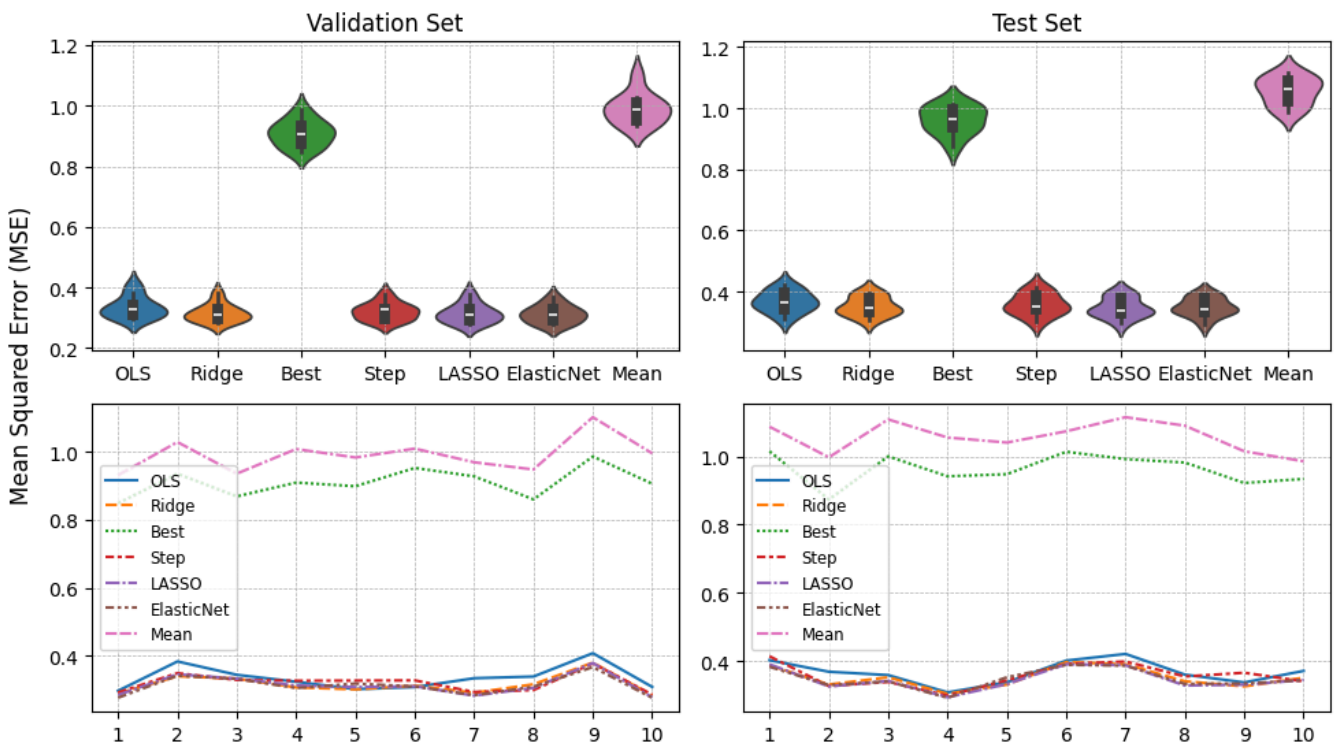 Validation Set
Test Set
Mean Squared Error (MSE)
1.2
1.0
0.8
0.6
0.4
0.2
OLS Ridge Best Step LASSO ElasticNet Mean
1.2
1.0
0.8
0.6
0.4
OLS Ridge Best Step LASSO ElasticNet Mean
1.0
0.8
0.6
0.4
OLS
Ridge
Best
Step
LASSO
ElasticNet
Mean
1 2 3 4 5 6 7 8 9 10
1.0
0.8
0.6
0.4
OLS
Ridge
Best
Step
LASSO
ElasticNet
Mean
1 2 3 4 5 6 7 8 9 10